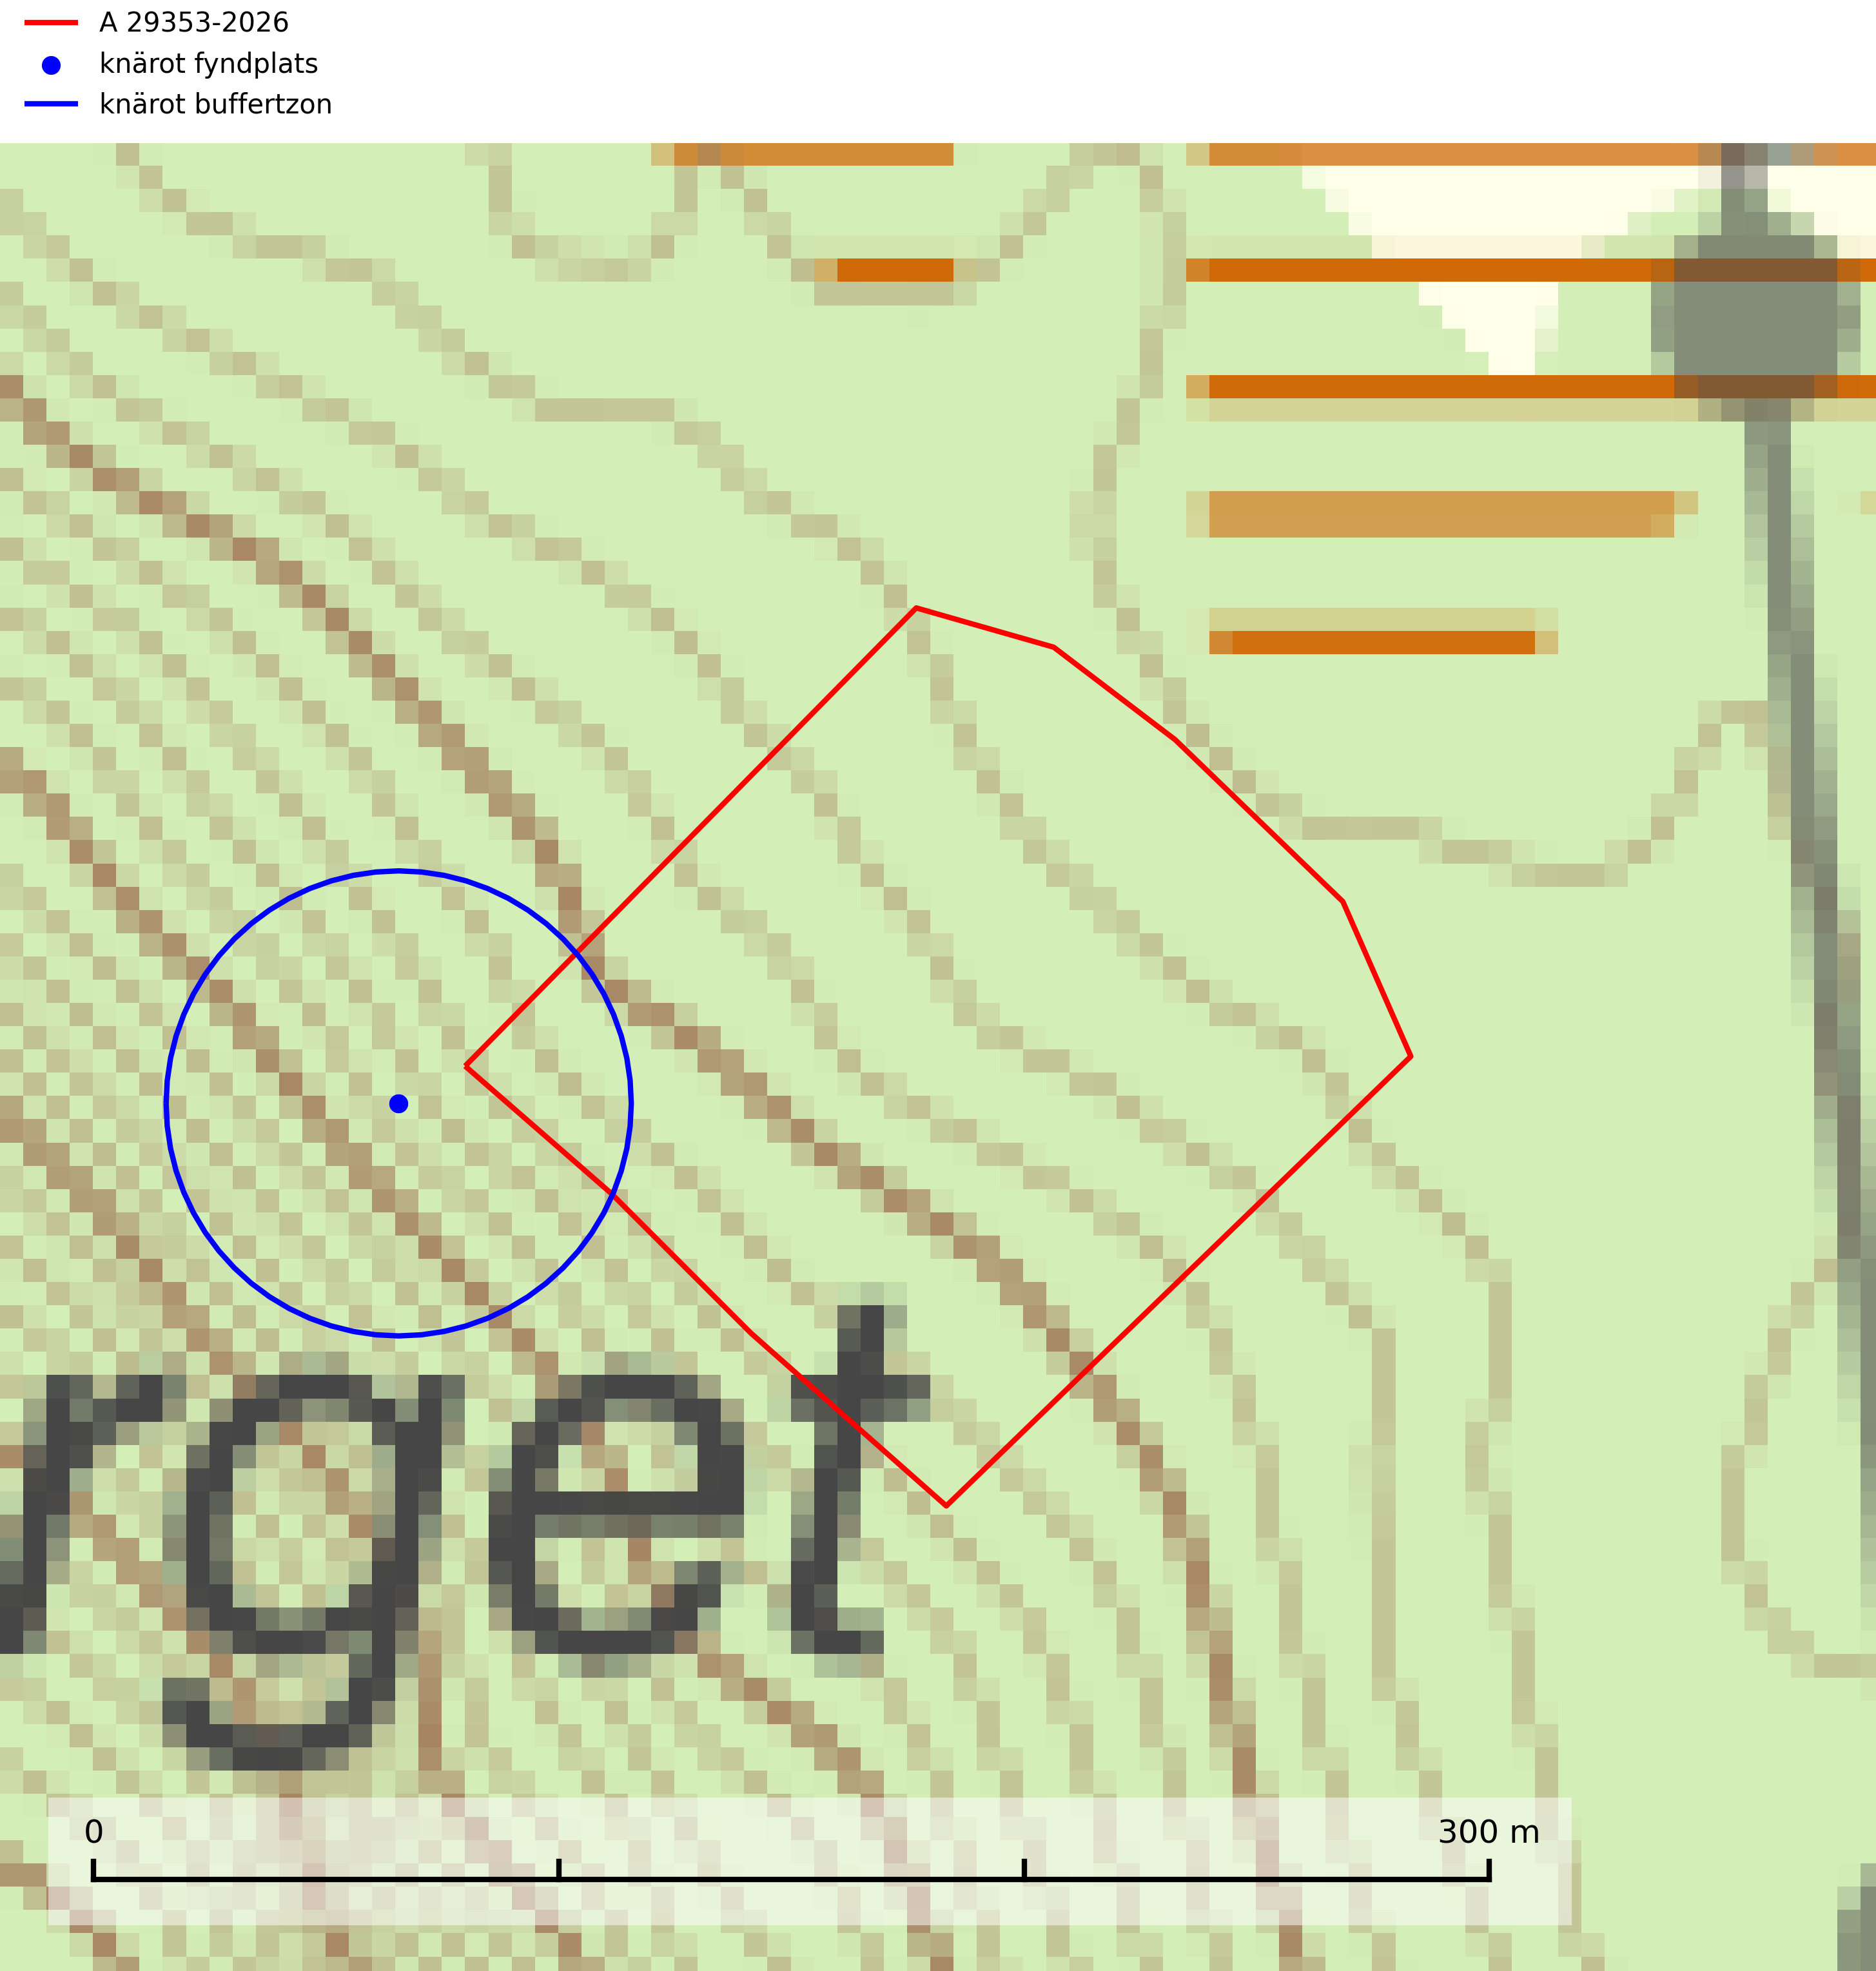 A 29353-2026
knärot fyndplats
knärot buffertzon
rget
0 300 m